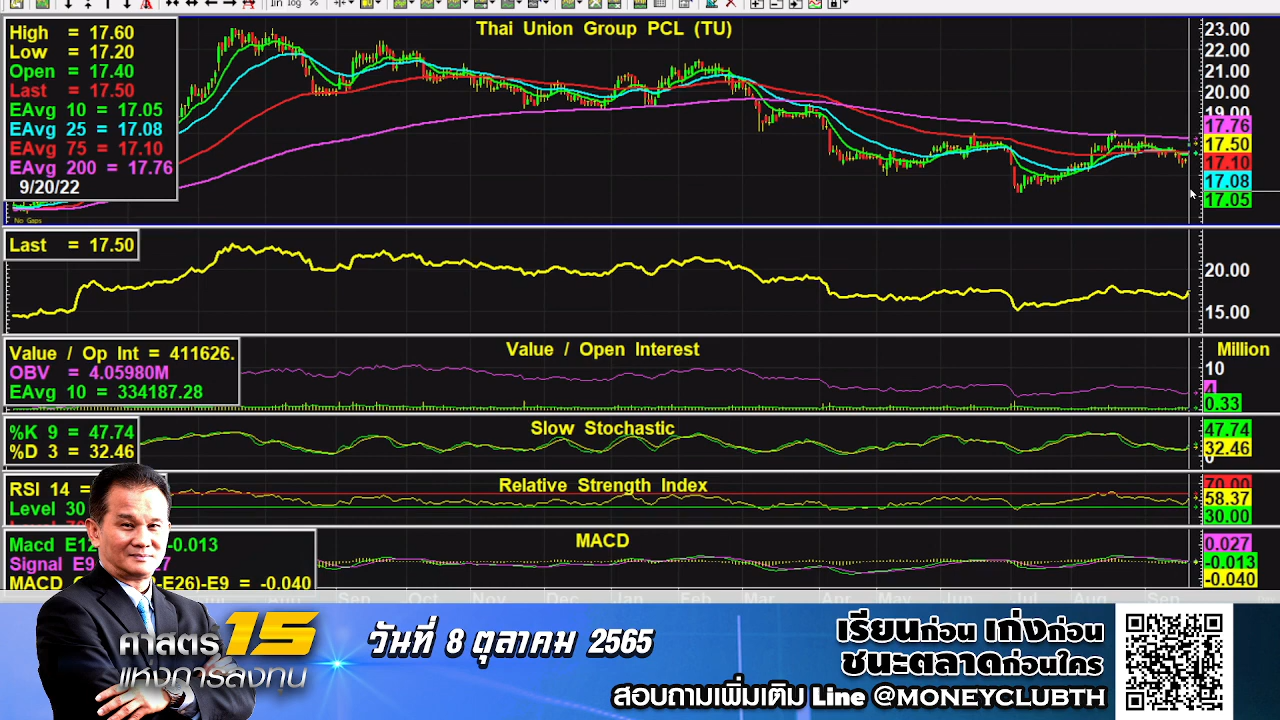 Thai Union Group PCL (TU)
High = 17.60
Low = 17.20
Open = 17.40
Last = 17.50
EAvg 10 = 17.05
EAvg 25 = 17.08
EAvg 75 = 17.10
EAvg 200 = 17.76
9/20/22
No Gaps
23.00
22.00
21.00
20.00
19.00
17.76
17.50
17.10
17.08
17.05
Last = 17.50
20.00
15.00
Value / Open Interest
Value / Op Int = 411626.
OBV = 4.05980M
EAvg 10 = 334187.28
Million
10
4
0.33
Slow Stochastic
%K 9 = 47.74
%D 3 = 32.46
47.74
32.46
0
Relative Strength Index
RSI 14 =
Level 30
70.00
58.37
30.00
MACD
Macd E12 -0.013
Signal E9
-E26)-E9 = -0.040
0.027
-0.013
-0.040
Aug Sep Oct Nov Dec Jan Feb Mar Apr May Jun Jul Aug Sep
ศาสตร์ 15
แห่งการลงทุน
วันที่ 8 ตุลาคม 2565
เรียนก่อน เก่งก่อน
ชนะตลาดก่อนใคร
สอบถามเพิ่มเติม Line @MONEYCLUBTH